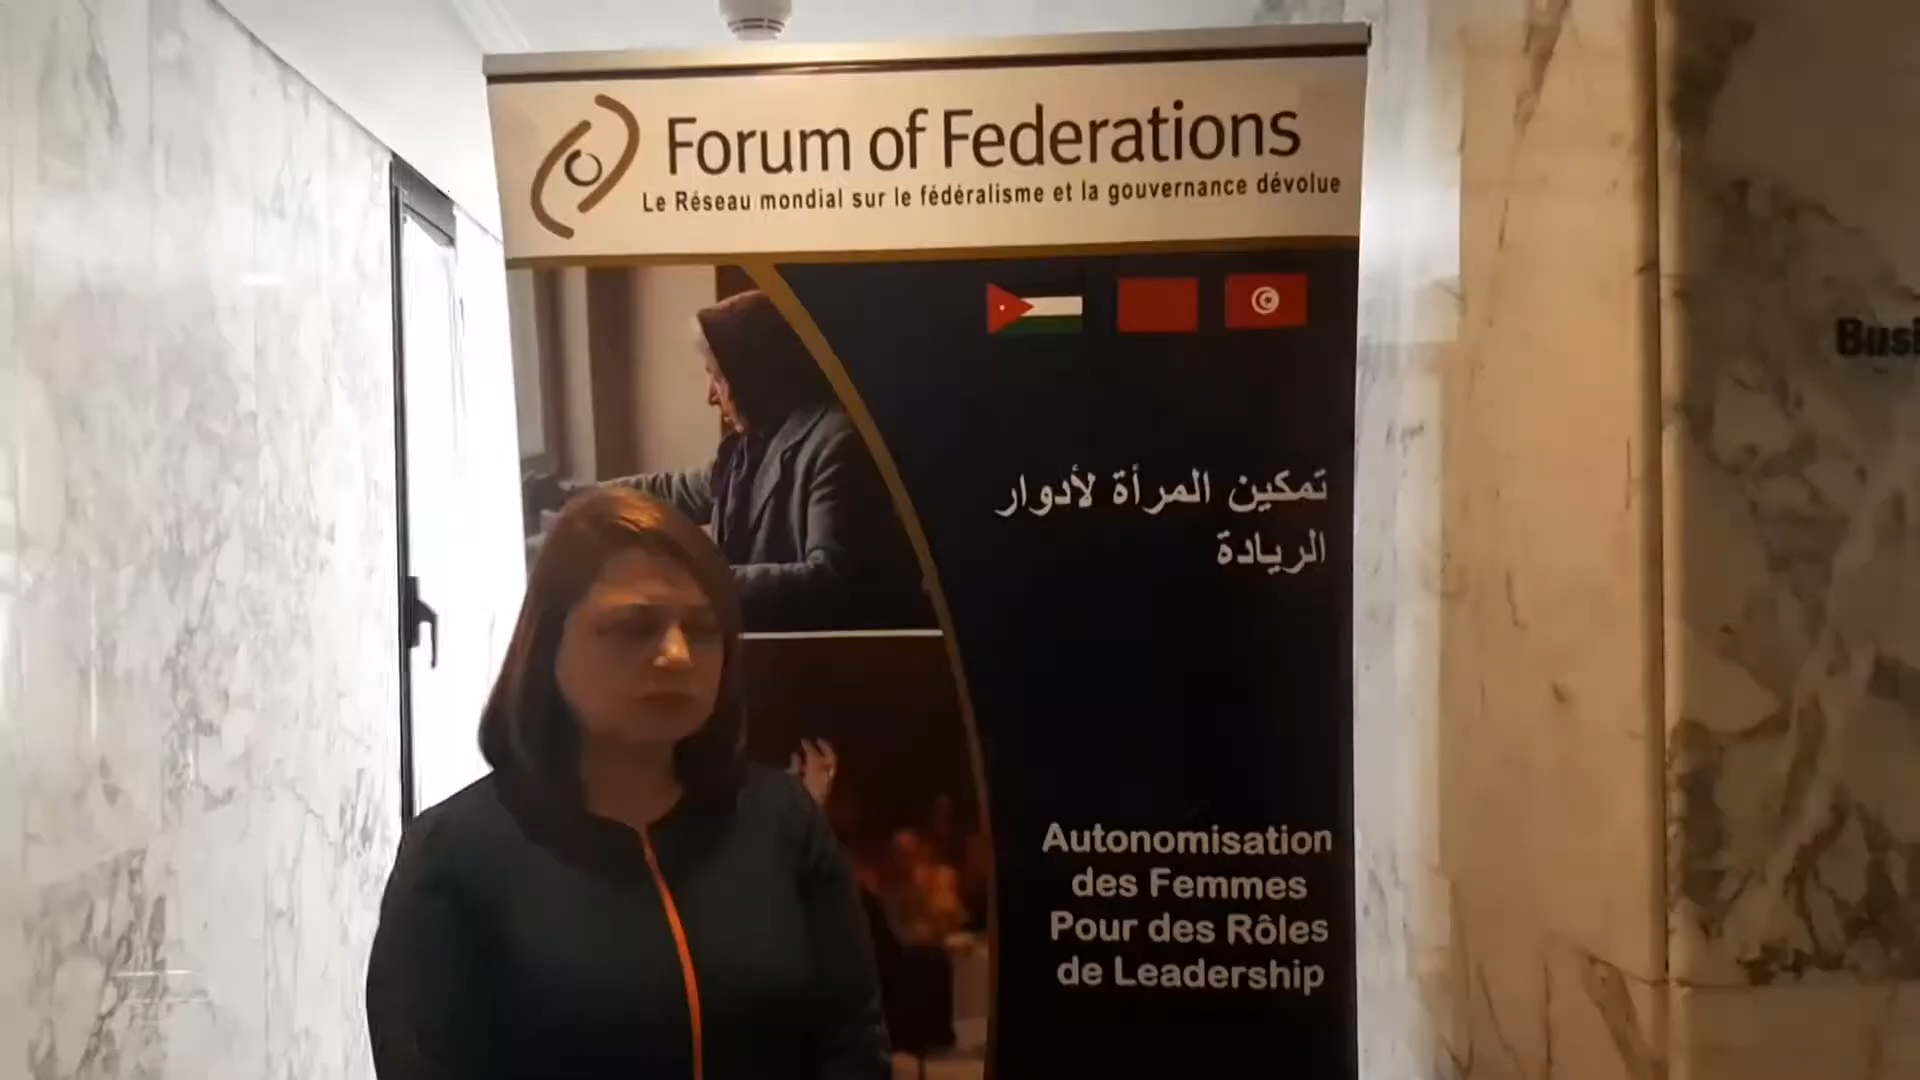 Forum of Federations
Le Réseau mondial sur le fédéralisme et la gouvernance dévolue
تمكين المرأة لأدوار
الريادة
Autonomisation
des Femmes
Pour des Rôles
de Leadership
Busi